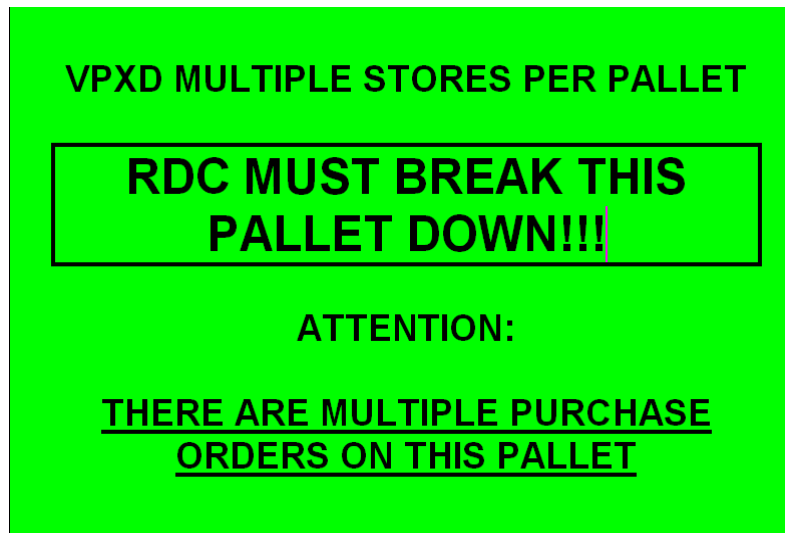 VPXD MULTIPLE STORES PER PALLET
RDC MUST BREAK THIS
PALLET DOWN!!!
ATTENTION:
THERE ARE MULTIPLE PURCHASE
ORDERS ON THIS PALLET